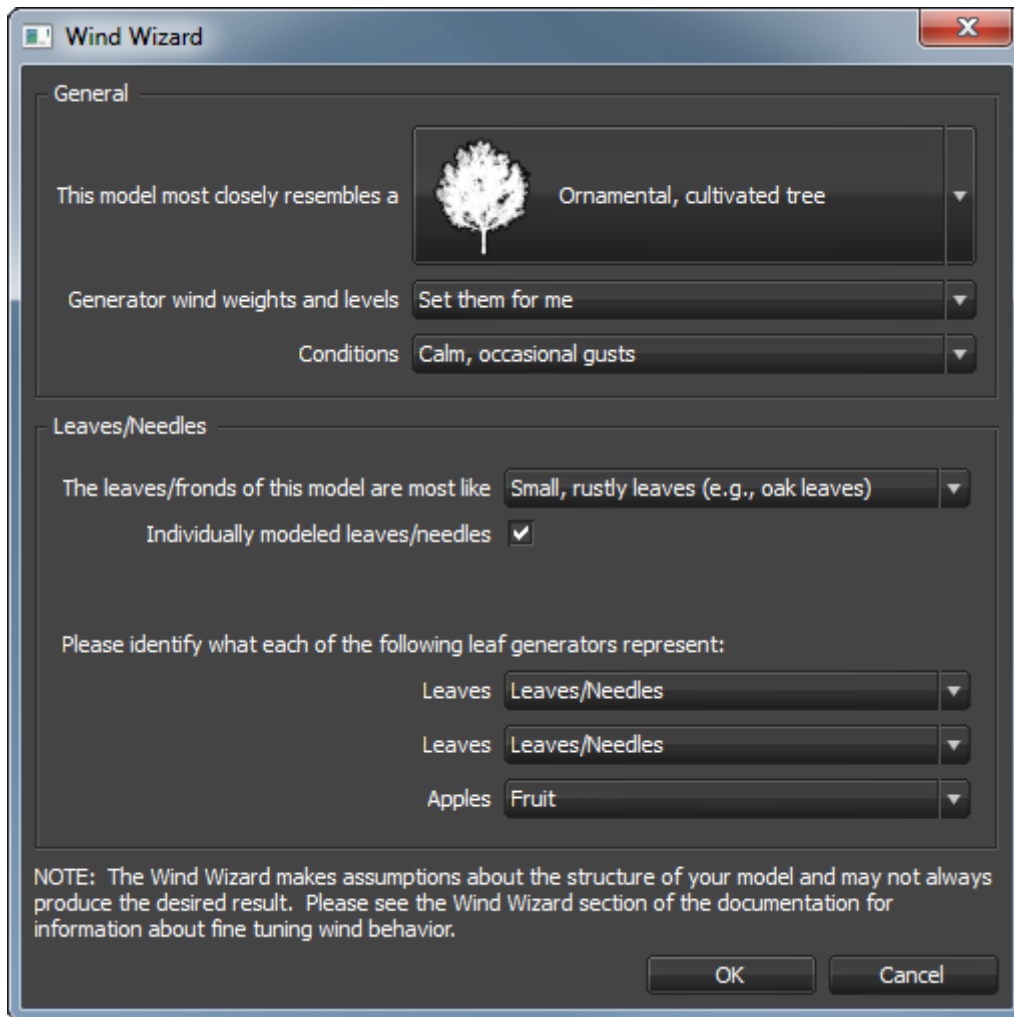 Wind Wizard
General
This model most closely resembles a
Ornamental, cultivated tree
Generator wind weights and levels Set them for me
Conditions Calm, occasional gusts
Leaves/Needles
The leaves/fronds of this model are most like Small, rustly leaves (e.g., oak leaves)
Individually modeled leaves/needles
Please identify what each of the following leaf generators represent:
Leaves Leaves/Needles
Leaves Leaves/Needles
Apples Fruit
NOTE: The Wind Wizard makes assumptions about the structure of your model and may not always
produce the desired result. Please see the Wind Wizard section of the documentation for
information about fine tuning wind behavior.
OK Cancel